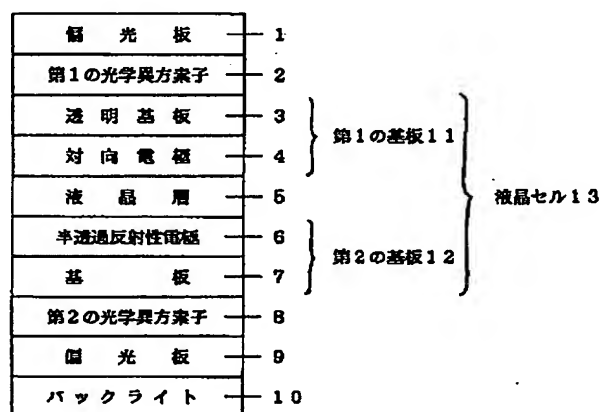 偏光板 1
第1の光学異方素子 2
透明基板 3
対向電極 4
第1の基板11
液晶層 5
液晶セル13
半透過反射性電極 6
基板 7
第2の基板12
第2の光学異方素子 8
偏光板 9
バックライト 10